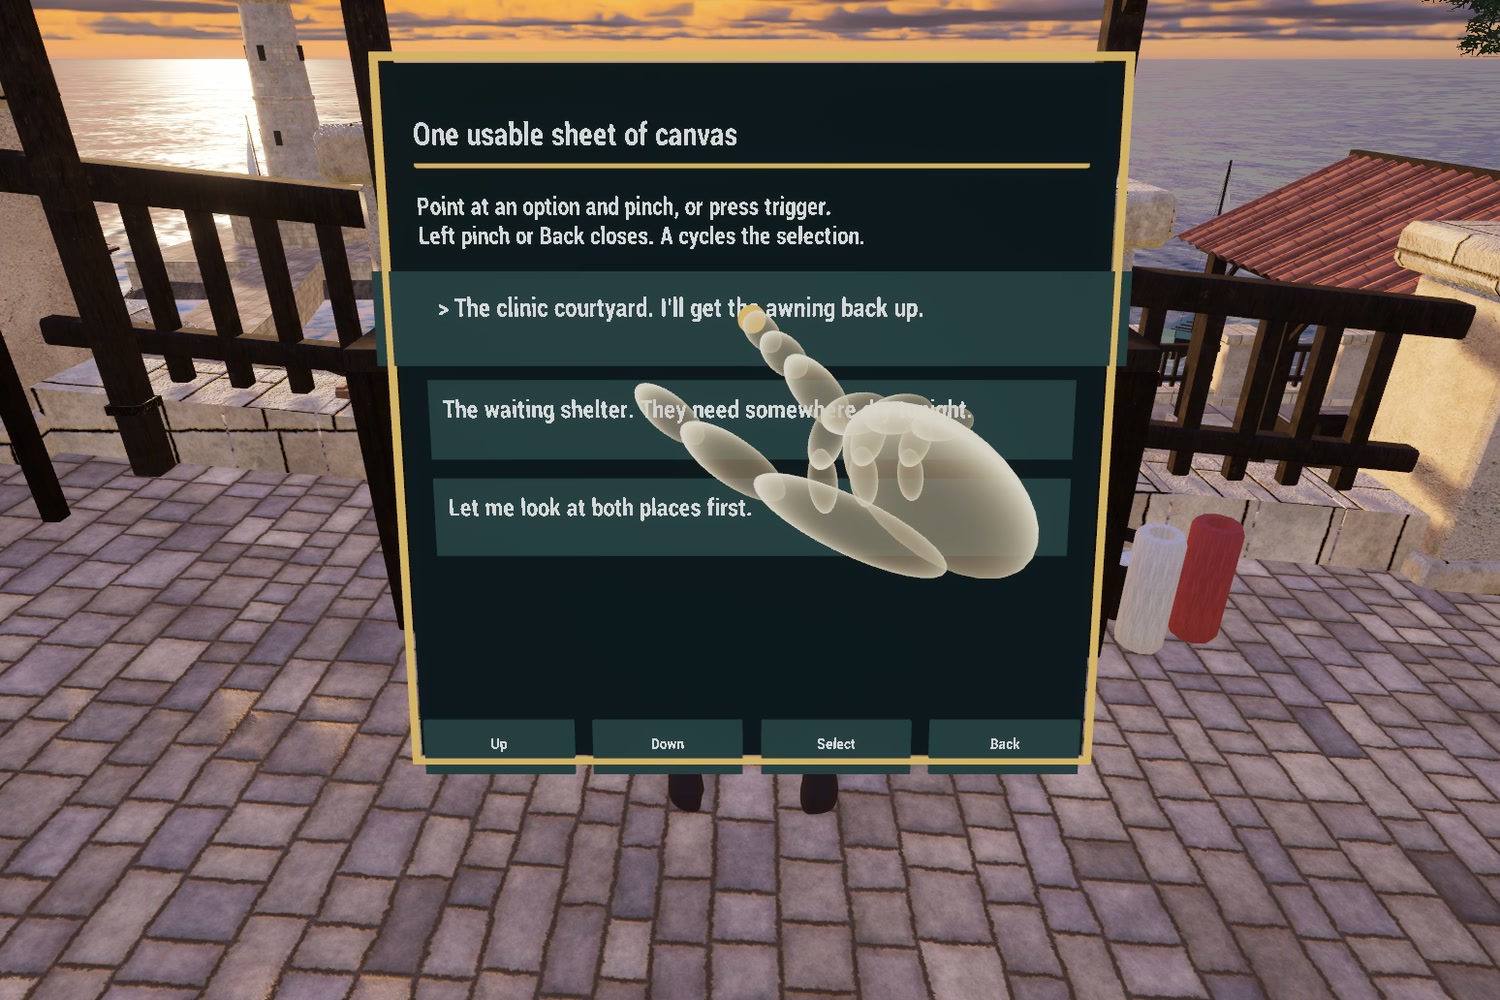 One usable sheet of canvas
Point at an option and pinch, or press trigger.
Left pinch or Back closes. A cycles the selection.
> The clinic courtyard. I'll get the awning back up.
The waiting shelter. They need somewhere
Let me look at both places first.
Up
Down
Select
Back